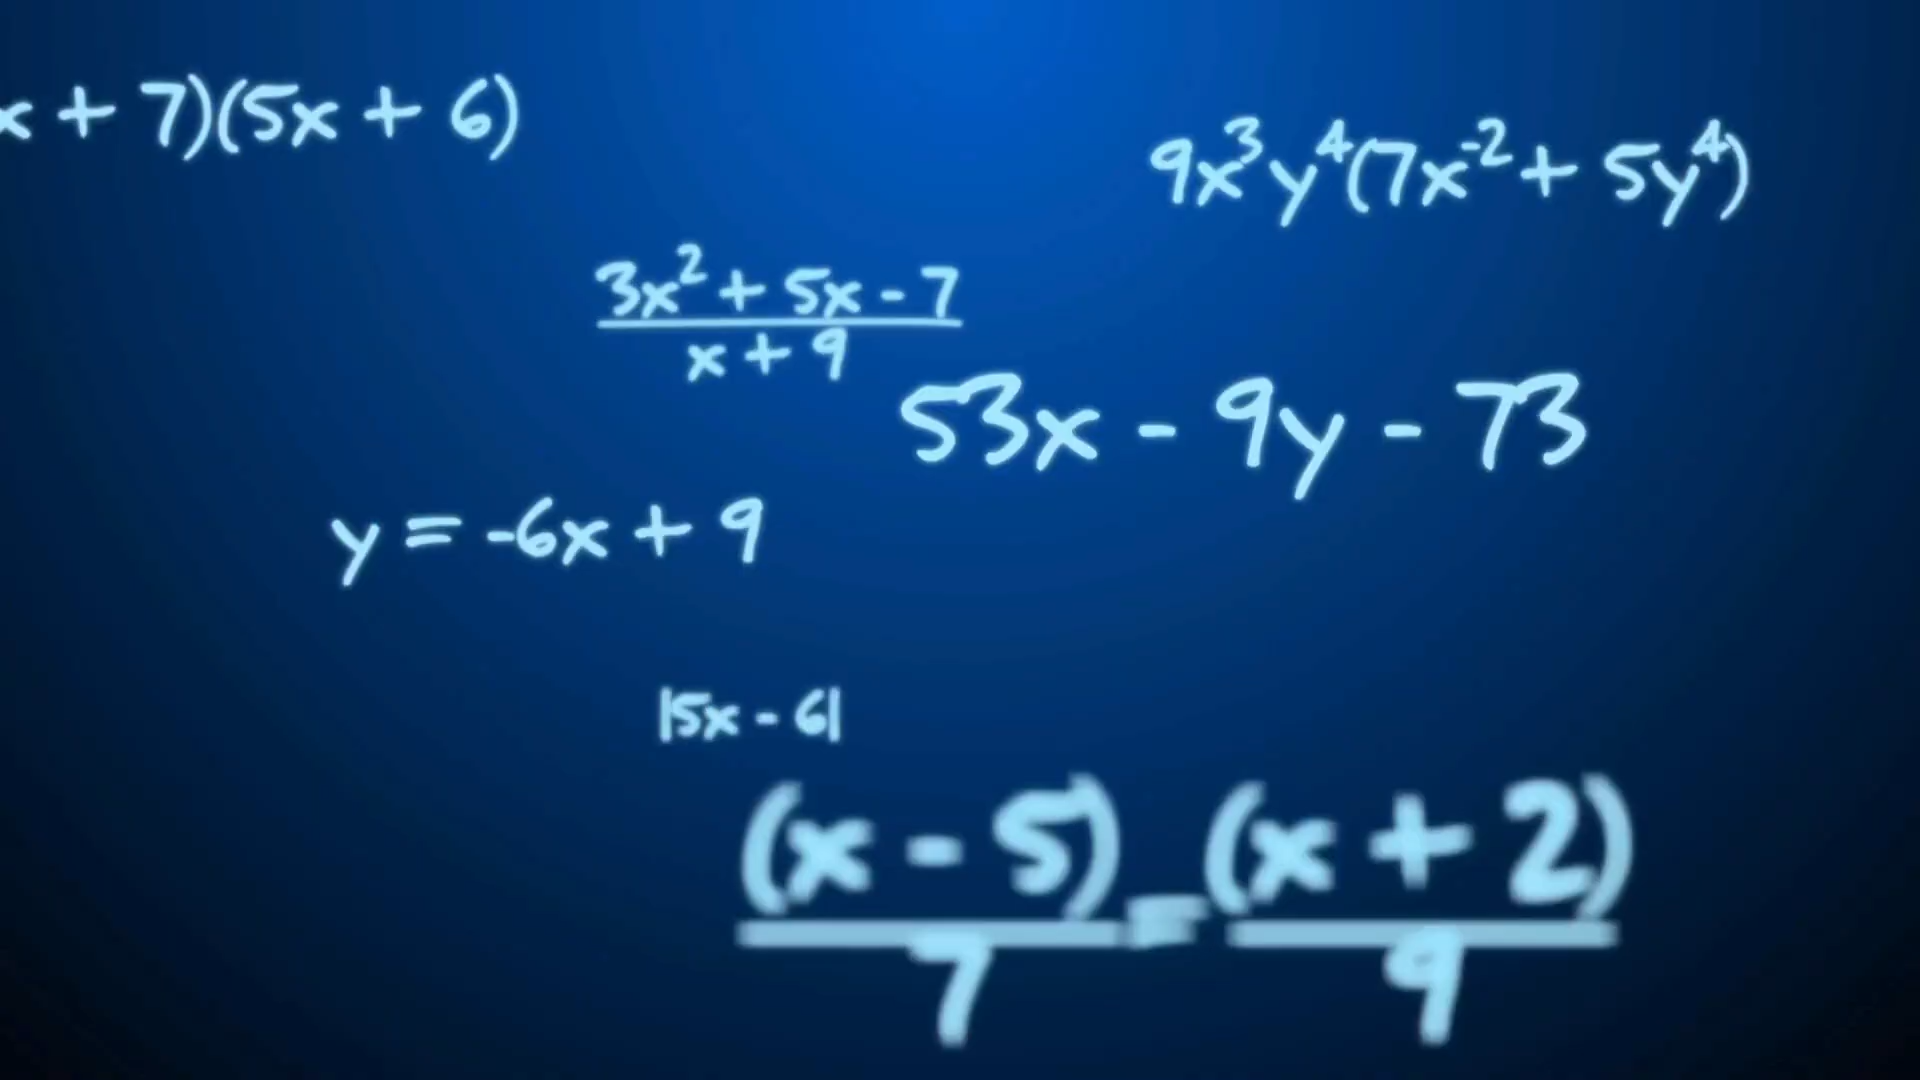 x + 7)(5x + 6)
9x³y⁴(7x⁻² + 5y⁴)
3x² + 5x - 7
x + 9
53x - 9y - 73
y = -6x + 9
|5x - 6|
(x - 5) = (x + 2)
7 9